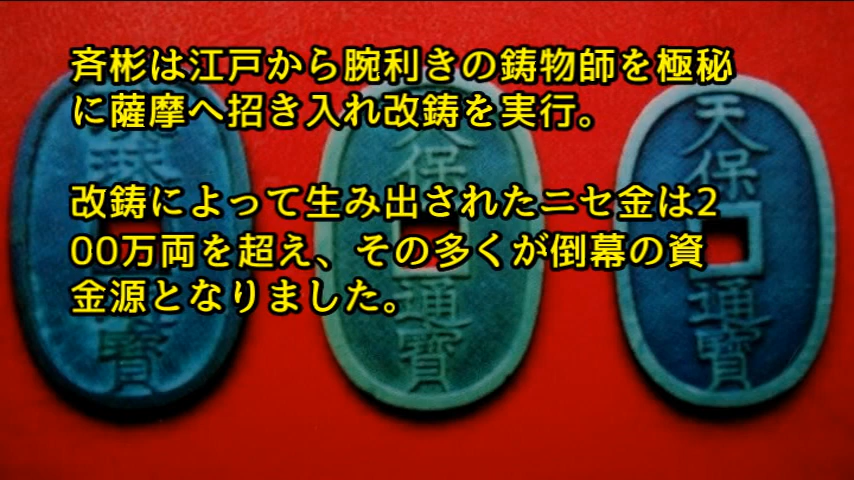 斉彬は江戸から腕利きの鋳物師を極秘
に薩摩へ招き入れ改鋳を実行。
改鋳によって生み出されたニセ金は2
00万両を超え、その多くが倒幕の資
金源となりました。
球
寳
通
寳
天
保
通
寳